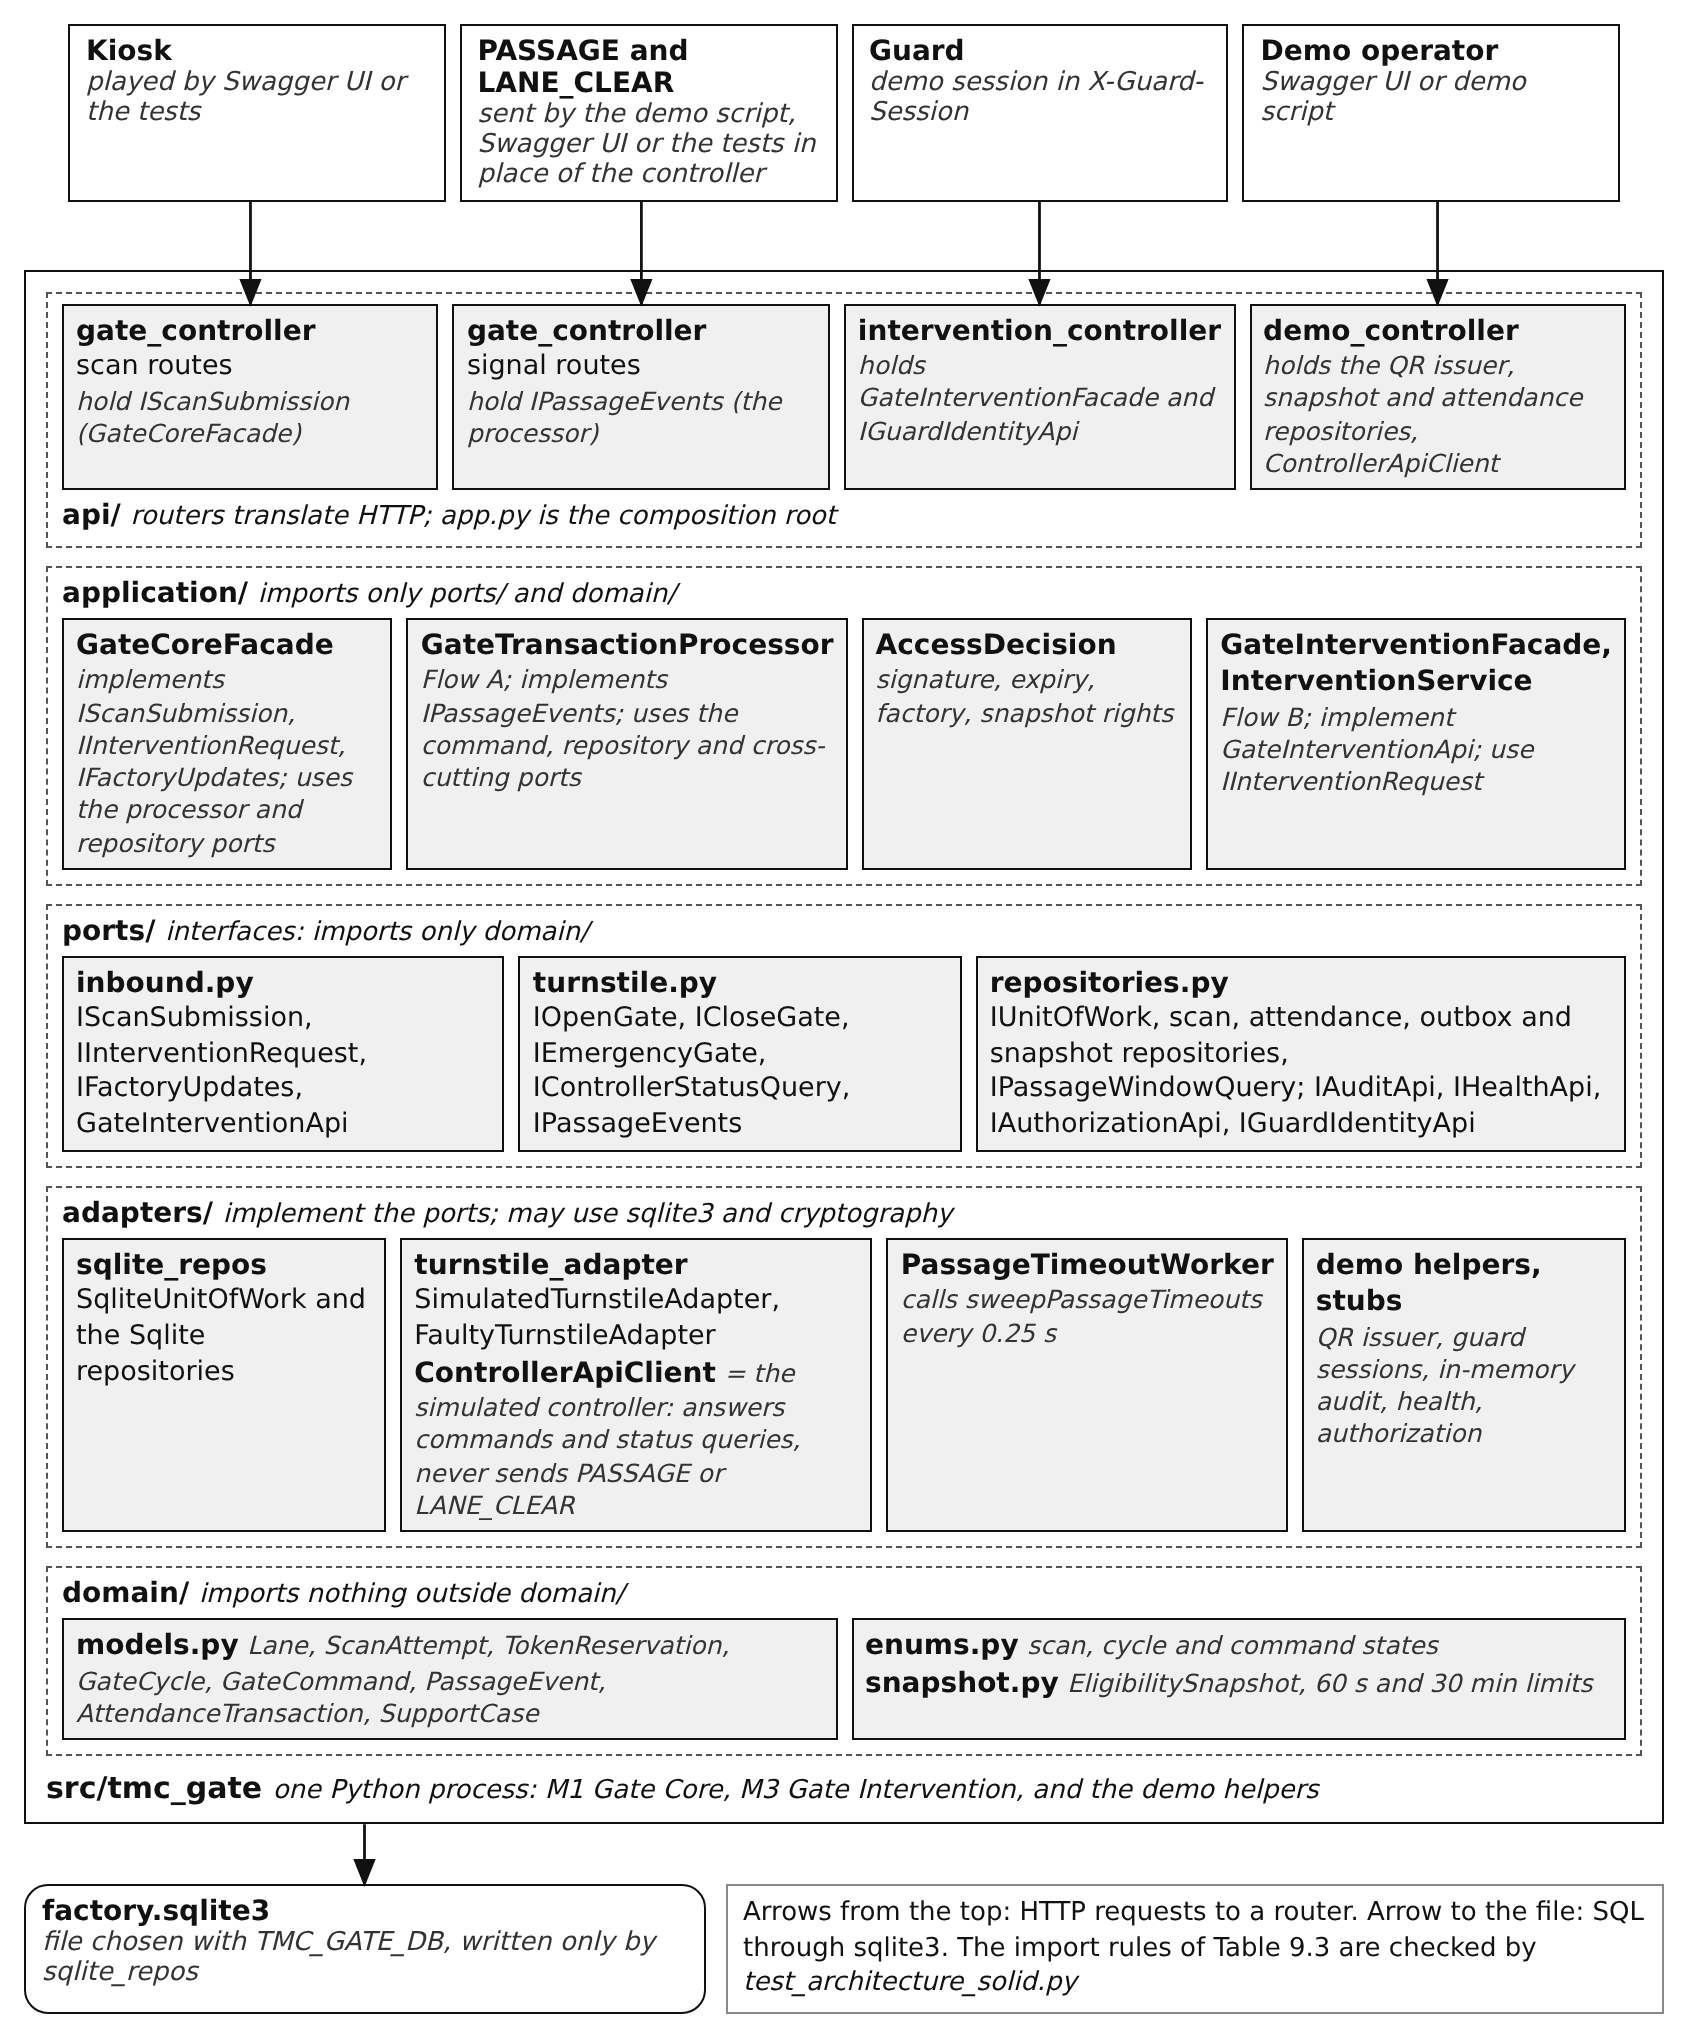 Kiosk
played by Swagger UI or
the tests
PASSAGE and
LANE_CLEAR
sent by the demo script,
Swagger UI or the tests in
place of the controller
Guard
demo session in X-Guard-
Session
Demo operator
Swagger UI or demo
script
gate_controller
scan routes
hold IScanSubmission
(GateCoreFacade)
gate_controller
signal routes
hold IPassageEvents (the
processor)
intervention_controller
holds
GateInterventionFacade and
IGuardIdentityApi
demo_controller
holds the QR issuer,
snapshot and attendance
repositories,
ControllerApiClient
api/ routers translate HTTP; app.py is the composition root
application/ imports only ports/ and domain/
GateCoreFacade
implements
IScanSubmission,
IInterventionRequest,
IFactoryUpdates; uses
the processor and
repository ports
GateTransactionProcessor
Flow A; implements
IPassageEvents; uses the
command, repository and cross-
cutting ports
AccessDecision
signature, expiry,
factory, snapshot rights
GateInterventionFacade,
InterventionService
Flow B; implement
GateInterventionApi; use
IInterventionRequest
ports/ interfaces: imports only domain/
inbound.py
IScanSubmission,
IInterventionRequest,
IFactoryUpdates,
GateInterventionApi
turnstile.py
IOpenGate, ICloseGate,
IEmergencyGate,
IControllerStatusQuery,
IPassageEvents
repositories.py
IUnitOfWork, scan, attendance, outbox and
snapshot repositories,
IPassageWindowQuery; IAuditApi, IHealthApi,
IAuthorizationApi, IGuardIdentityApi
adapters/ implement the ports; may use sqlite3 and cryptography
sqlite_repos
SqliteUnitOfWork and
the Sqlite
repositories
turnstile_adapter
SimulatedTurnstileAdapter,
FaultyTurnstileAdapter
ControllerApiClient = the
simulated controller: answers
commands and status queries,
never sends PASSAGE or
LANE_CLEAR
PassageTimeoutWorker
calls sweepPassageTimeouts
every 0.25 s
demo helpers,
stubs
QR issuer, guard
sessions, in-memory
audit, health,
authorization
domain/ imports nothing outside domain/
models.py Lane, ScanAttempt, TokenReservation,
GateCycle, GateCommand, PassageEvent,
AttendanceTransaction, SupportCase
enums.py scan, cycle and command states
snapshot.py EligibilitySnapshot, 60 s and 30 min limits
src/tmc_gate one Python process: M1 Gate Core, M3 Gate Intervention, and the demo helpers
factory.sqlite3
file chosen with TMC_GATE_DB, written only by
sqlite_repos
Arrows from the top: HTTP requests to a router. Arrow to the file: SQL
through sqlite3. The import rules of Table 9.3 are checked by
test_architecture_solid.py